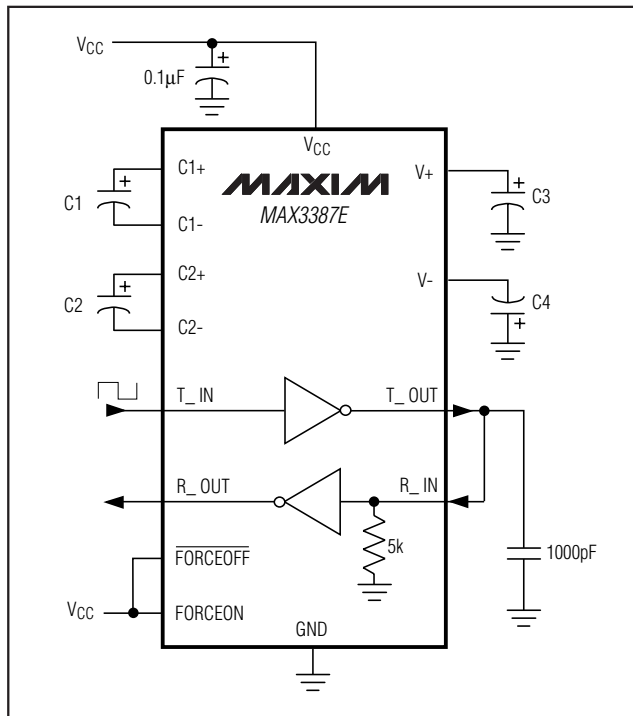 VCC
0.1µF
VCC
C1+
V+
C1
MAXIM
MAX3387E
C3
C1-
C2+
V-
C2
C4
C2-
T_ IN
T_ OUT
R_ OUT
R_ IN
5k
1000pF
FORCEOFF
VCC
FORCEON
GND